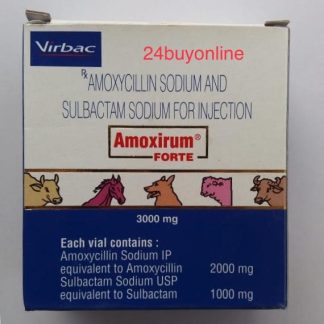 Virbac
24buyonline
Rx AMOXYCILLIN SODIUM AND
SULBACTAM SODIUM FOR INJECTION
Amoxirum®
FORTE
3000 mg
Each vial contains :
Amoxycillin Sodium IP
equivalent to Amoxycillin 2000 mg
Sulbactam Sodium USP
equivalent to Sulbactam 1000 mg